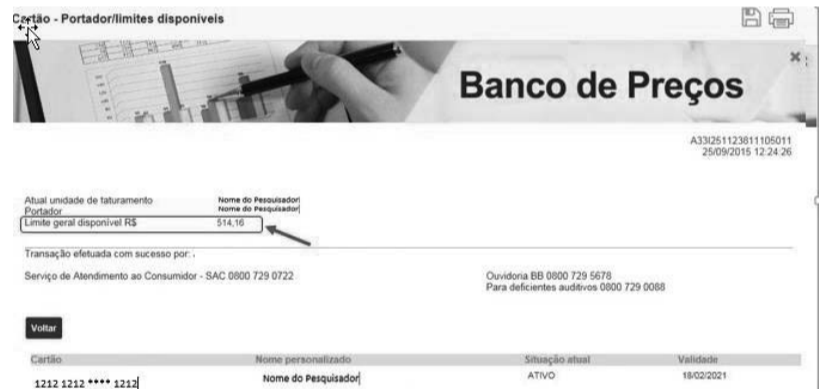 Cartão - Portador/limites disponíveis
Banco de Preços
A33I251123811105011
25/09/2015 12:24:26
Atual unidade de faturamento Nome do Pesquisador
Portador Nome do Pesquisador
Limite geral disponível R$ 514,16
Transação efetuada com sucesso por: .
Serviço de Atendimento ao Consumidor - SAC 0800 729 0722 Ouvidoria BB 0800 729 5678
Para deficientes auditivos 0800 729 0088
Voltar
Cartão Nome personalizado Situação atual Validade
1212 1212 **** 1212 Nome do Pesquisador ATIVO 18/02/2021